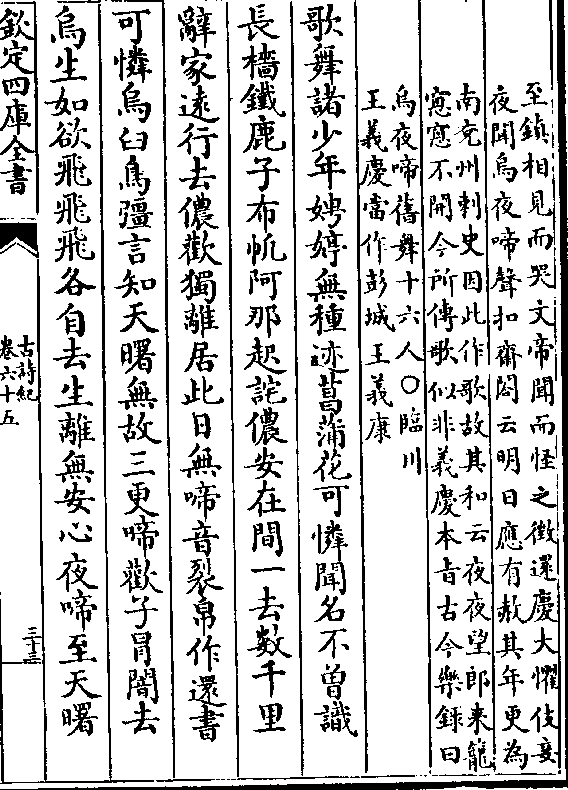 至鎮相見而哭文帝聞而怪之徵還慶大懼伎妾
夜聞烏夜啼聲扣齋閤云明日應有赦其年更為
南兖州刺史因此作歌故其和云夜夜望郎来籠
窻窻不開今所傳歌似非義慶本旨古今樂録曰
烏夜啼舊舞十六人○臨川
王義慶當作彭城王義康
歌舞諸少年娉婷無種迹菖蒲花可憐聞名不曾識
長檣鐵鹿子布帆阿那起詫儂安在間一去数千里
辭家遠行去儂歡獨離居此日無啼音裂帛作還書
可憐烏臼鳥彊言知天曙無故三更啼歡子冒闇去
烏生如欲飛飛飛各自去生離無安心夜啼至天曙
欽定四庫全書
古詩紀
卷六十五
三十三